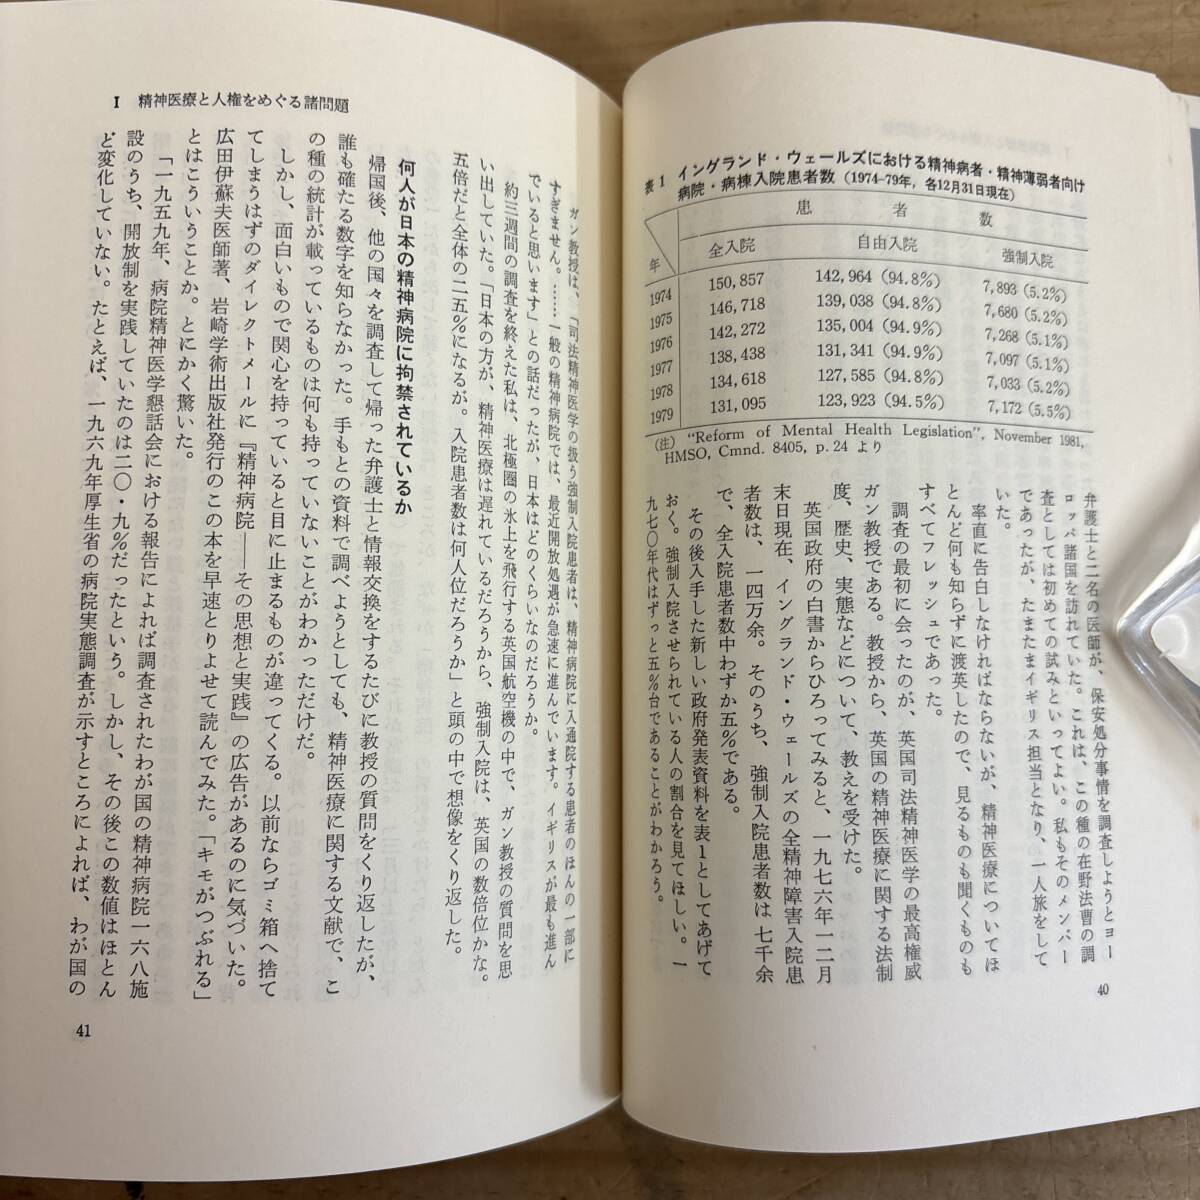 表1 イングランド・ウェールズにおける精神病者・精神薄弱者向け
病院・病棟入院患者数(1974–79年，各12月31日現在)
年
患者数
全入院
自由入院
強制入院
1974 150,857 142,964(94.8%) 7,893(5.2%)
1975 146,718 139,038(94.8%) 7,680(5.2%)
1976 142,272 135,004(94.9%) 7,268(5.1%)
1977 138,438 131,341(94.9%) 7,097(5.1%)
1978 134,618 127,585(94.8%) 7,033(5.2%)
1979 131,095 123,923(94.5%) 7,172(5.5%)
(注) “Reform of Mental Health Legislation”, November 1981,
HMSO, Cmnd. 8405, p.24 より
弁護士と二名の医師が、保安処分事情を調査しようとヨー
ロッパ諸国を訪れていた。これは、この種の在野法曹の調
査としては初めての試みといってよい。私もそのメンバー
であったが、たまたまイギリス担当となり、一人旅をして
いた。
率直に告白しなければならないが、精神医療についてほ
とんど何も知らずに渡英したので、見るものも聞くものも
すべてフレッシュであった。
調査の最初に会ったのが、英国司法精神医学の最高権威
ガン教授である。教授から、英国の精神医療に関する法制
度、歴史、実態などについて、教えを受けた。
英国政府の白書からひろってみると、一九七六年一二月
末日現在、イングランド・ウェールズの全精神障害入院患
者数は、一四万余。そのうち、強制入院患者数は七千余
で、全入院患者数中わずか五%である。
その後入手した新しい政府発表資料を表1としてあげて
おく。強制入院させられている人の割合を見てほしい。一
九七〇年代はずっと五%台であることがわかろう。
40
I 精神医療と人権をめぐる諸問題
ガン教授は、「司法精神医学の扱う強制入院患者は、精神病院に入通院する患者のほんの一部に
すぎません。……一般の精神病院では、最近開放処遇が急速に進んでいます。イギリスが最も進ん
でいると思います」との話だったが、日本はどのくらいなのだろうか。
約三週間の調査を終えた私は、北極圏の氷上を飛行する英国航空機の中で、ガン教授の質問を思
い出していた。「日本の方が、精神医療は遅れているだろうから、強制入院は、英国の数倍位かな。
五倍だと全体の二五%になるが。入院患者数は何人位だろうか」と頭の中で想像をくり返した。
何人が日本の精神病院に拘禁されているか
帰国後、他の国々を調査して帰った弁護士と情報交換をするたびに教授の質問をくり返したが、
誰も確たる数字を知らなかった。手もとの資料で調べようとしても、精神医療に関する文献で、こ
の種の統計が載っているものは何も持っていないことがわかっただけだ。
しかし、面白いもので関心を持っていると目に止まるものが違ってくる。以前ならゴミ箱へ捨て
てしまうはずのダイレクトメールに『精神病院――その思想と実践』の広告があるのに気づいた。
広田伊蘇夫医師著、岩崎学術出版社発行のこの本を早速とりよせて読んでみた。「キモがつぶれる」
とはこういうことか。とにかく驚いた。
「一九五九年、病院精神医学懇話会における報告によれば調査されたわが国の精神病院一六八施
設のうち、開放制を実践していたのは二〇・九%だったという。しかし、その後この数値はほとん
ど変化していない。たとえば、一九六九年厚生省の病院実態調査が示すところによれば、わが国の
41